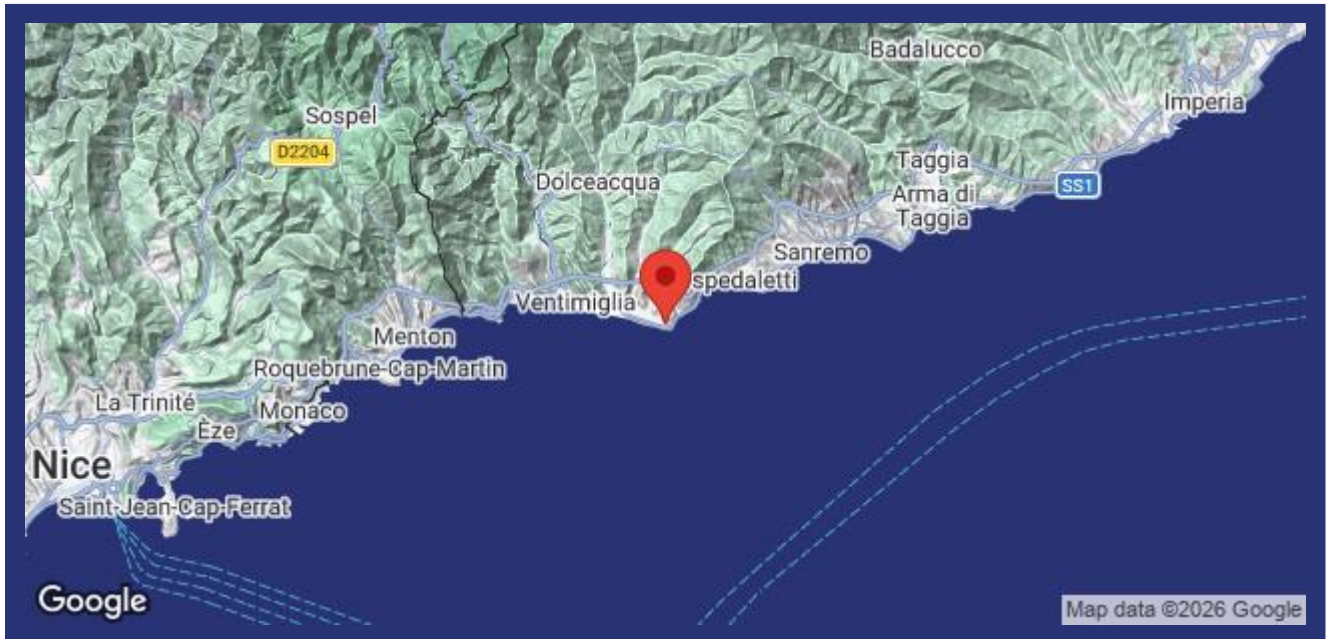 Badalucco
Imperia
Sospel
D2204
Taggia
Dolceacqua
SS1
Arma di
Taggia
Sanremo
spedaletti
Ventimiglia
Menton
Roquebrune-Cap-Martin
La Trinité
Monaco
Èze
Nice
Saint-Jean-Cap-Ferrat
Google
Map data ©2026 Google